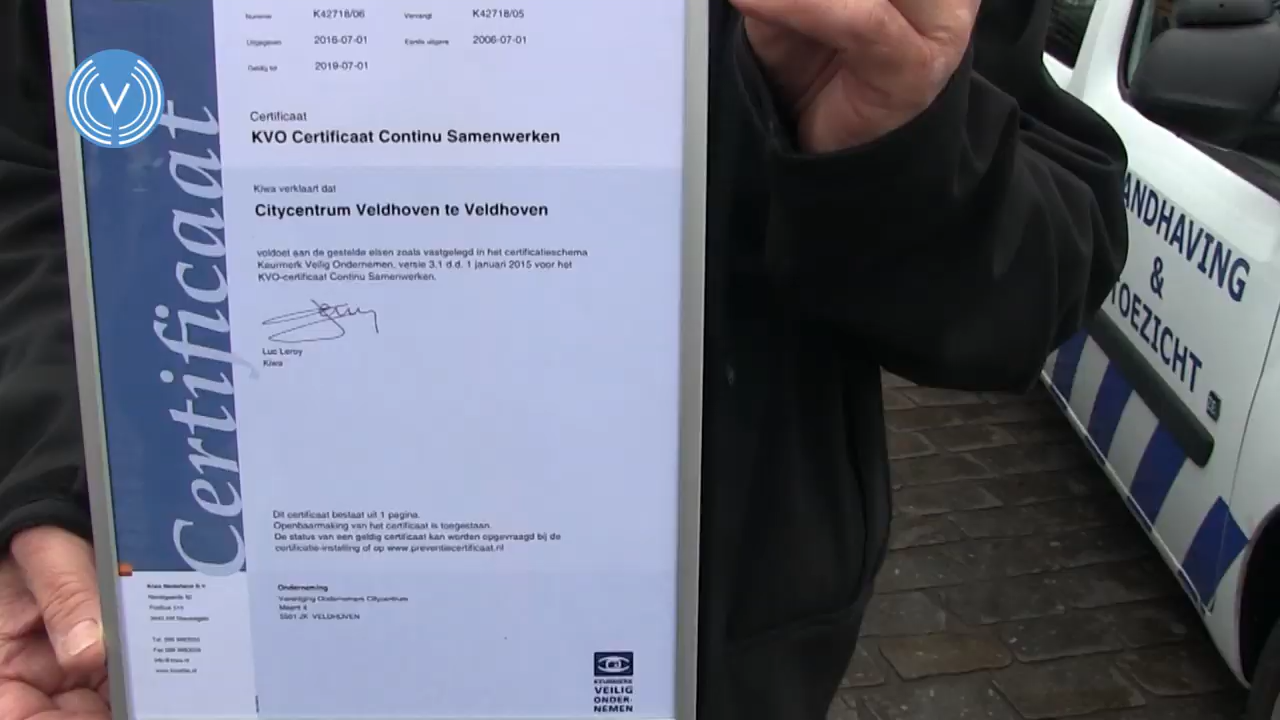 Nummer K42718/06 Vervangt K42718/05
Uitgegeven 2016-07-01 Eerste uitgave 2006-07-01
Geldig tot 2019-07-01
Certificaat
KVO Certificaat Continu Samenwerken
Kiwa verklaart dat
Citycentrum Veldhoven te Veldhoven
voldoet aan de gestelde eisen zoals vastgelegd in het certificatieschema
Keurmerk Veilig Ondernemen, versie 3.1 d.d. 1 januari 2015 voor het
KVO-certificaat Continu Samenwerken.
Luc Leroy
Kiwa
Certificaat
Dit certificaat bestaat uit 1 pagina.
Openbaarmaking van het certificaat is toegestaan.
De status van een geldig certificaat kan worden opgevraagd bij de
certificatie-instelling of op www.preventiecertificaat.nl
Onderneming
Vereniging Ondernemers Citycentrum
Meent 4
5501 JK VELDHOVEN
Kiwa Nederland B.V.
KEURMERK
VEILIG
ONDER-
NEMEN
ANDHAVING
&
TOEZICHT